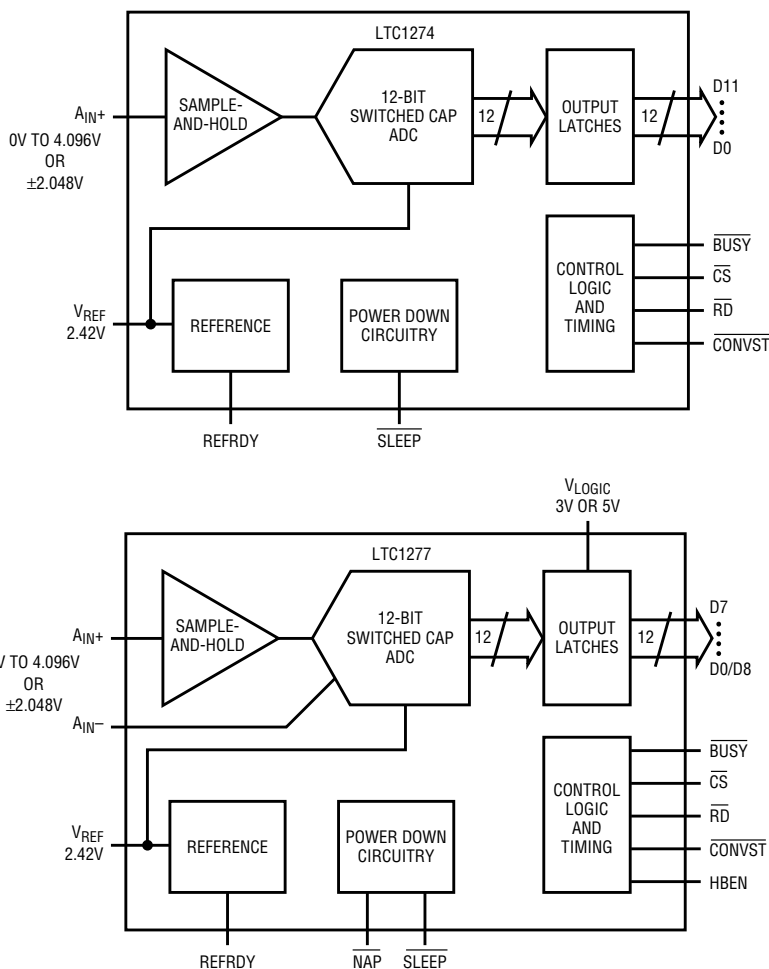 LTC1274
AIN+
0V TO 4.096V
OR
±2.048V
SAMPLE-
AND-HOLD
12-BIT
SWITCHED CAP
ADC
12
OUTPUT
LATCHES
12
D11
D0
VREF
2.42V
REFERENCE
POWER DOWN
CIRCUITRY
CONTROL
LOGIC
AND
TIMING
BUSY
CS
RD
CONVST
REFRDY
SLEEP
VLOGIC
3V OR 5V
LTC1277
AIN+
V TO 4.096V
OR
±2.048V
AIN–
SAMPLE-
AND-HOLD
12-BIT
SWITCHED CAP
ADC
12
OUTPUT
LATCHES
12
D7
D0/D8
VREF
2.42V
REFERENCE
POWER DOWN
CIRCUITRY
CONTROL
LOGIC
AND
TIMING
BUSY
CS
RD
CONVST
HBEN
REFRDY
NAP
SLEEP